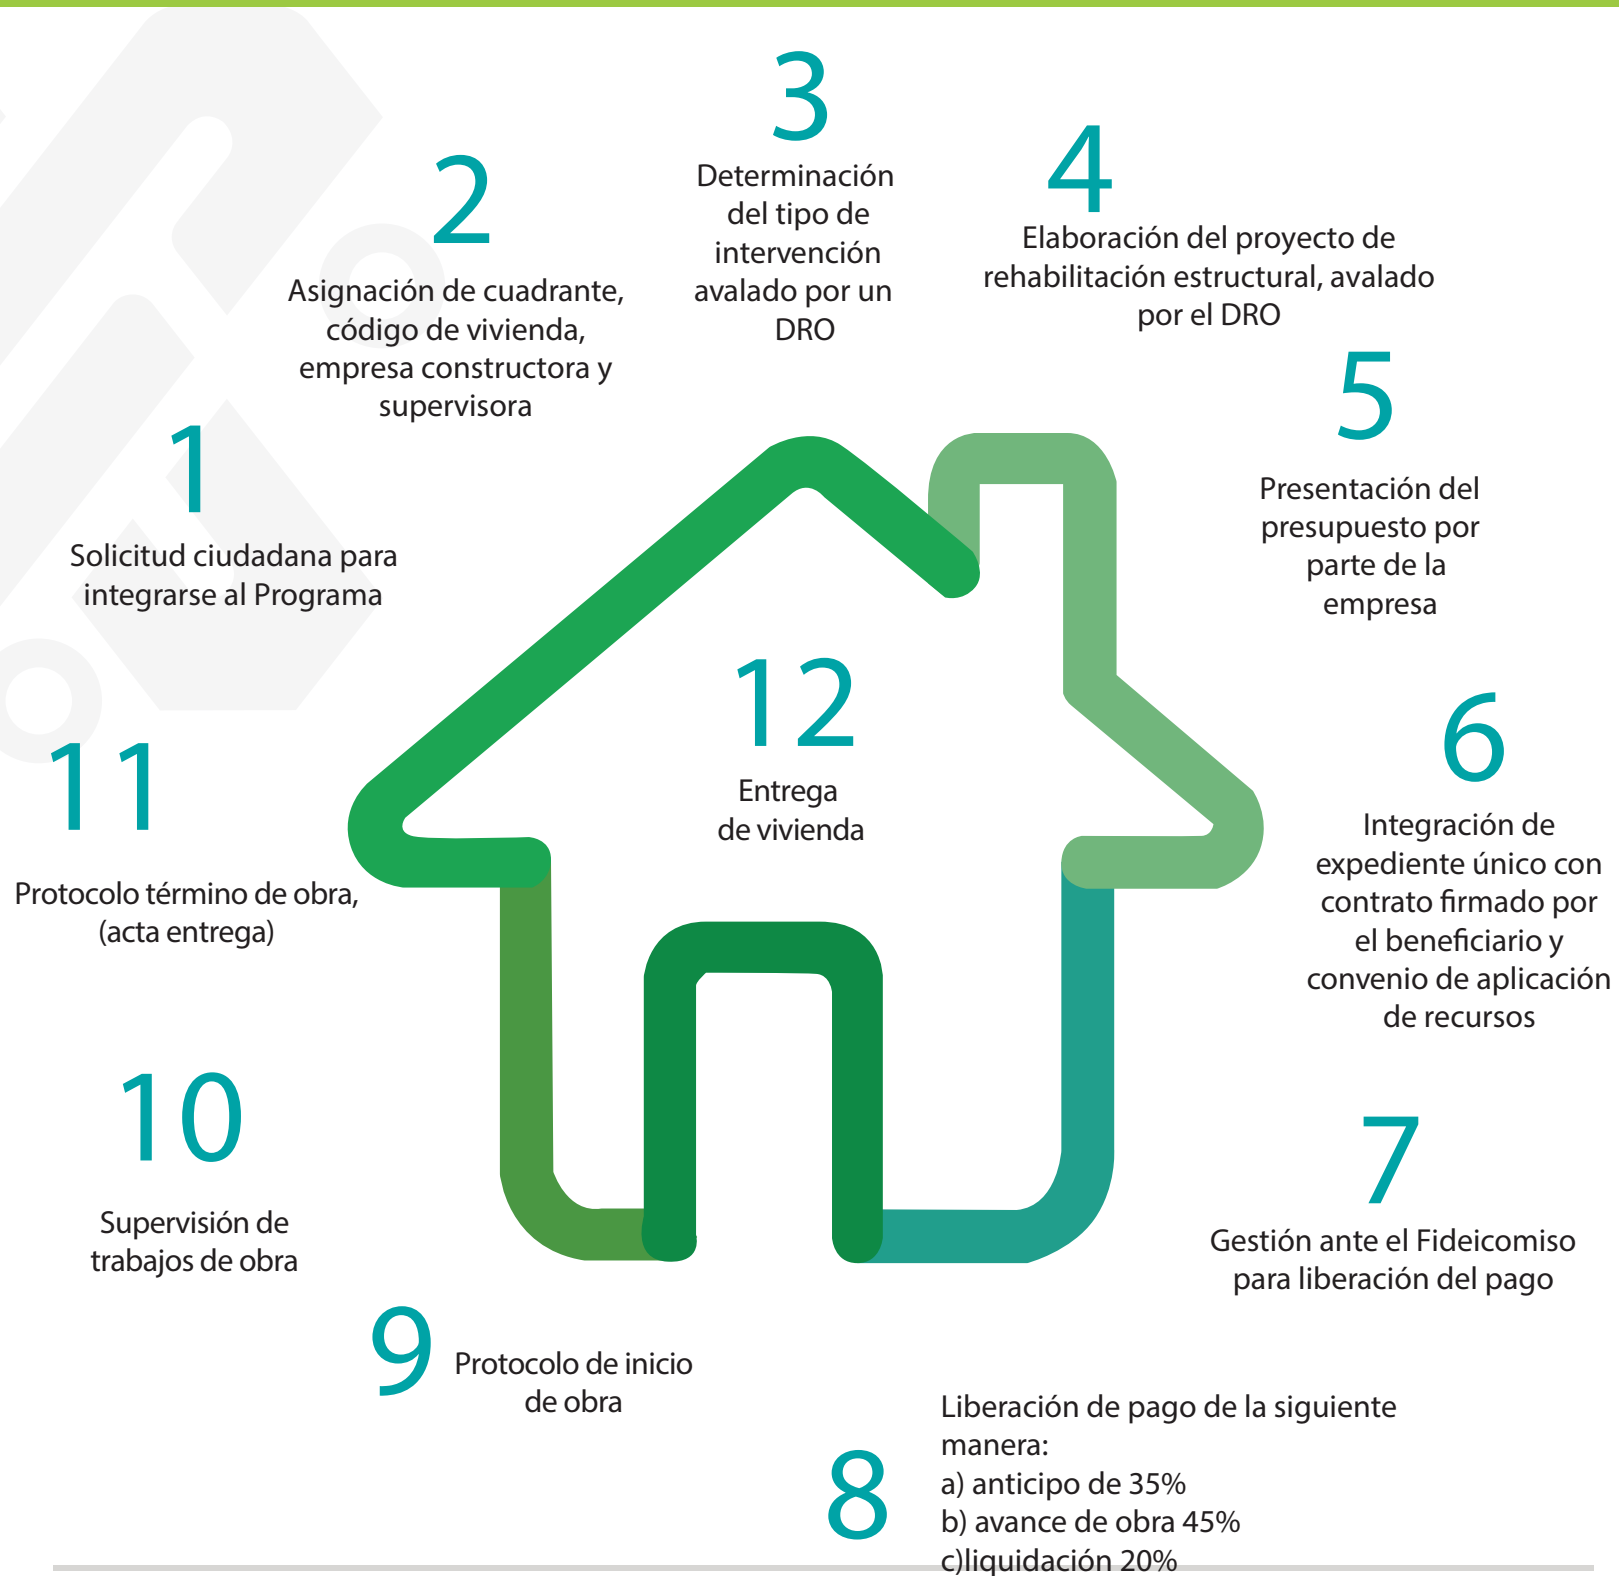 1
Solicitud ciudadana para
integrarse al Programa
2
Asignación de cuadrante,
código de vivienda,
empresa constructora y
supervisora
3
Determinación
del tipo de
intervención
avalado por un
DRO
4
Elaboración del proyecto de
rehabilitación estructural, avalado
por el DRO
5
Presentación del
presupuesto por
parte de la
empresa
6
Integración de
expediente único con
contrato firmado por
el beneficiario y
convenio de aplicación
de recursos
7
Gestión ante el Fideicomiso
para liberación del pago
8
Liberación de pago de la siguiente
manera:
a) anticipo de 35%
b) avance de obra 45%
c)liquidación 20%
9
Protocolo de inicio
de obra
10
Supervisión de
trabajos de obra
11
Protocolo término de obra,
(acta entrega)
12
Entrega
de vivienda